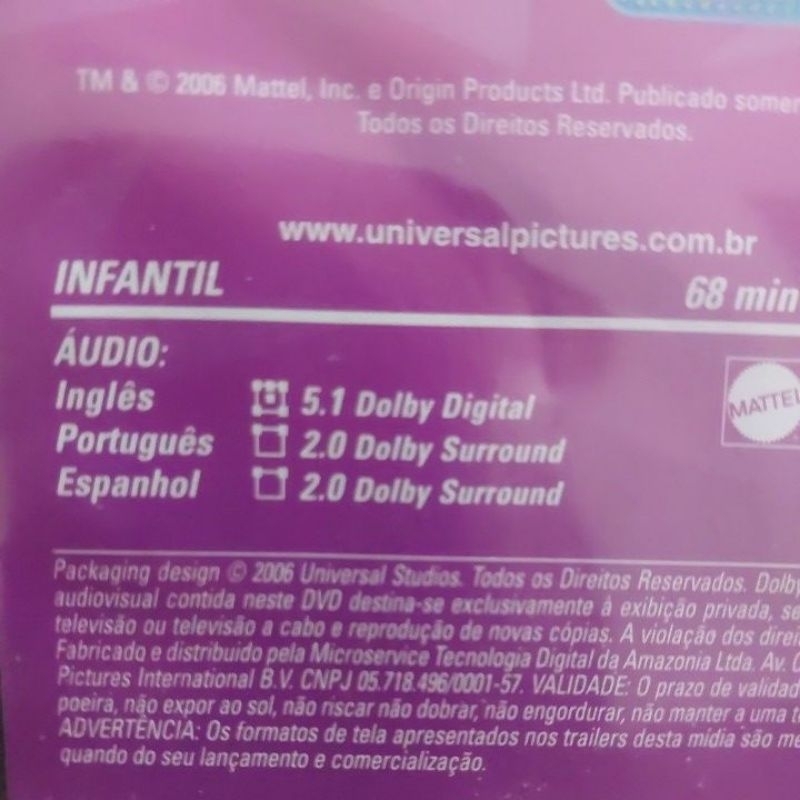 TM & © 2006 Mattel, Inc. e Origin Products Ltd. Publicado
Todos os Direitos Reservados.
www.universalpictures.com.br
INFANTIL 68 min
ÁUDIO:
Inglês 5.1 Dolby Digital
Português 2.0 Dolby Surround
Espanhol 2.0 Dolby Surround
MATTEL
Packaging design © 2006 Universal Studios. Todos os Direitos Reservados. Dolby
audiovisual contida neste DVD destina-se exclusivamente à exibição privada,
televisão ou televisão a cabo e reprodução de novas cópias. A violação dos
Fabricado e distribuido pela Microservice Tecnologia Digital da Amazonia Ltda. Av.
Pictures International B.V. CNPJ 05.718.496/0001-57. VALIDADE: O prazo de
poeira, não expor ao sol, não riscar não dobrar, não engordurar, não manter a uma
ADVERTÊNCIA: Os formatos de tela apresentados nos trailers desta mídia são
quando do seu lançamento e comercialização.